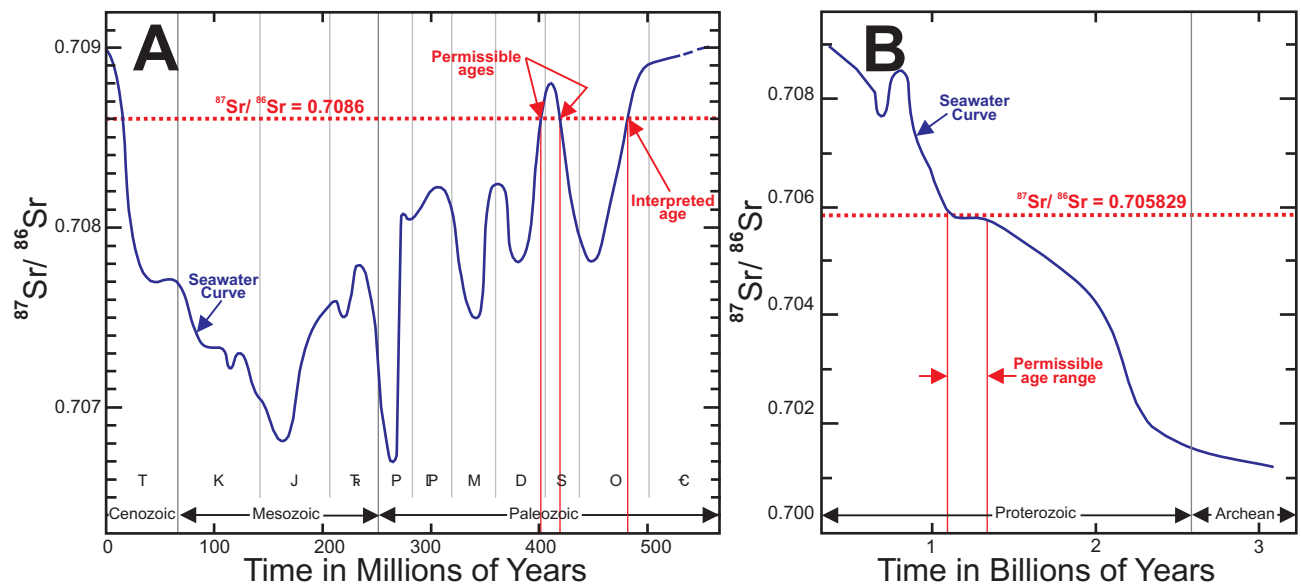 A
0.709
0.708
0.707
⁸⁷Sr/ ⁸⁶Sr
Permissible
ages
⁸⁷Sr/ ⁸⁶Sr = 0.7086
Interpreted
age
Seawater
Curve
T K J T̶R P IP M D S O Є
Cenozoic Mesozoic Paleozoic
0 100 200 300 400 500
Time in Millions of Years
B
0.708
0.706
0.704
0.702
0.700
⁸⁷Sr/ ⁸⁶Sr
Seawater
Curve
⁸⁷Sr/ ⁸⁶Sr = 0.705829
Permissible
age range
Proterozoic Archean
1 2 3
Time in Billions of Years